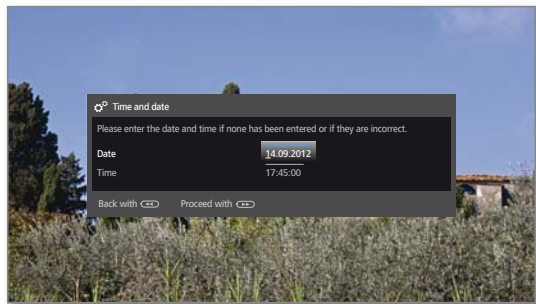 Time and date
Please enter the date and time if none has been entered or if they are incorrect.
Date 14.09.2012
Time 17:45:00
Back with Proceed with